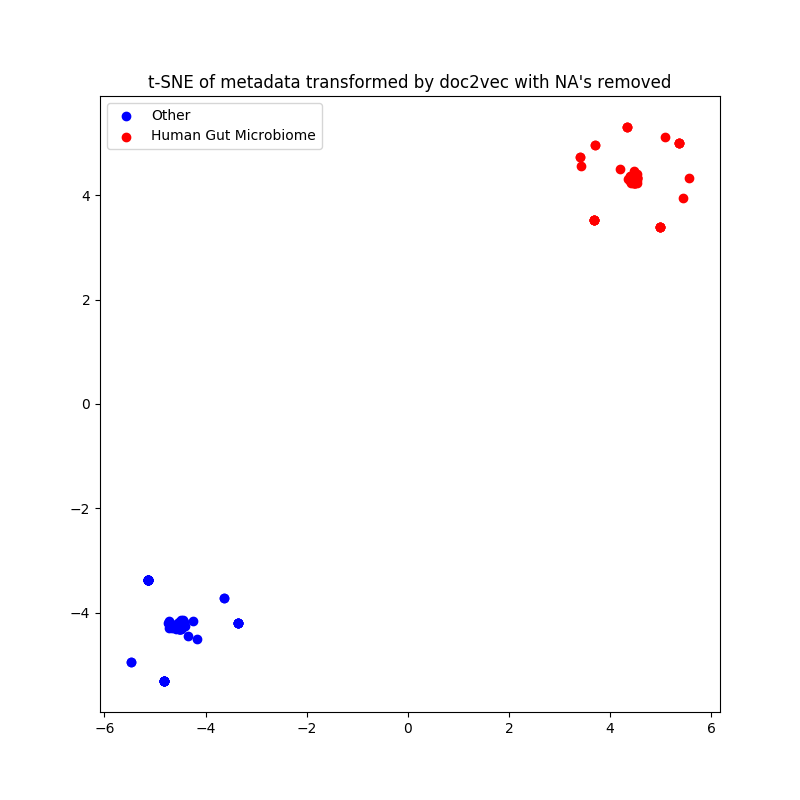 t-SNE of metadata transformed by doc2vec with NA's removed
Other
Human Gut Microbiome
4
2
0
−2
−4
−6 −4 −2 0 2 4 6